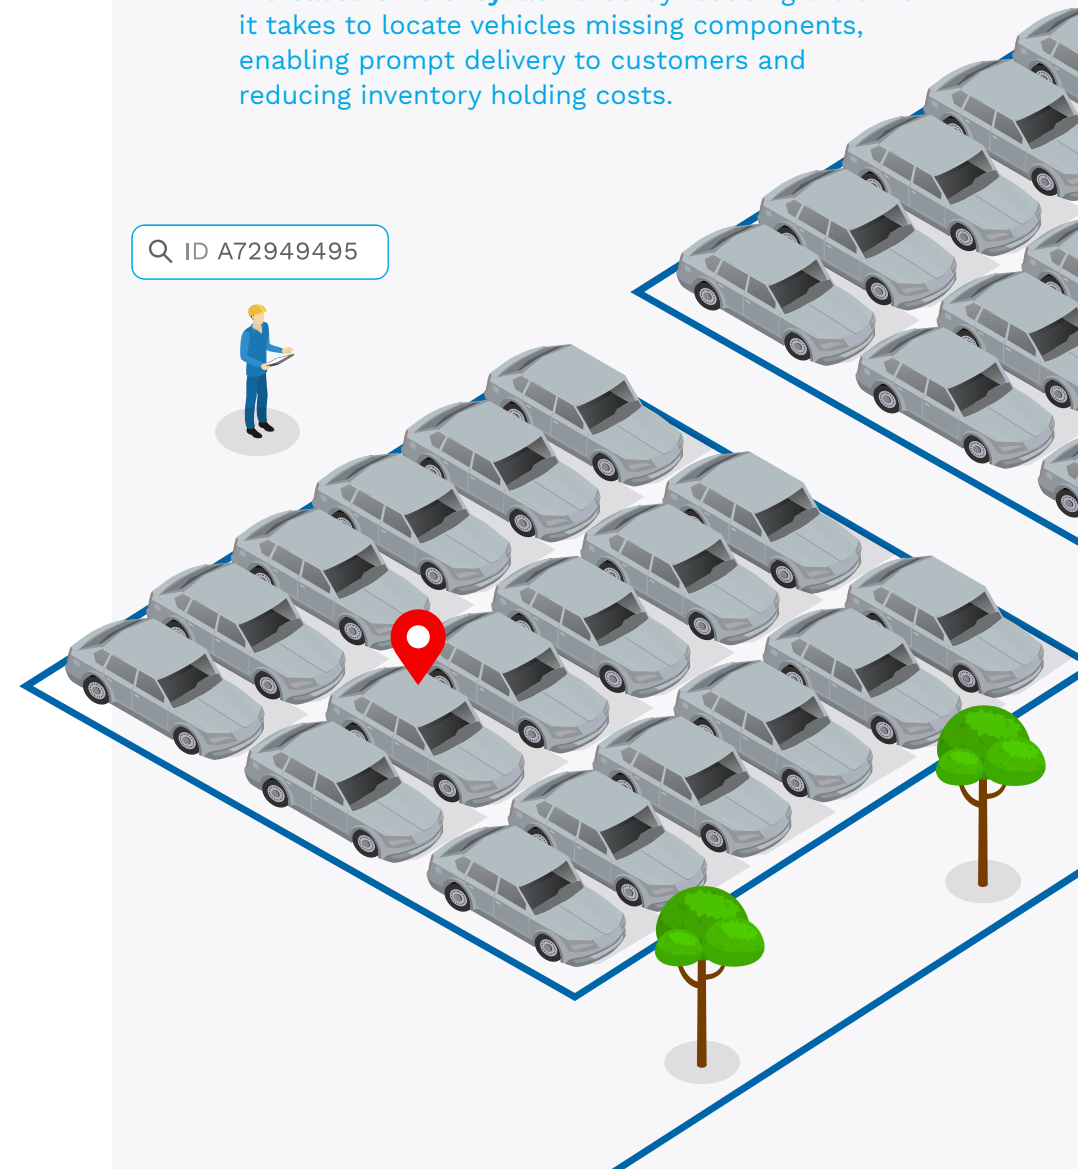 it takes to locate vehicles missing components,
enabling prompt delivery to customers and
reducing inventory holding costs.
ID A72949495